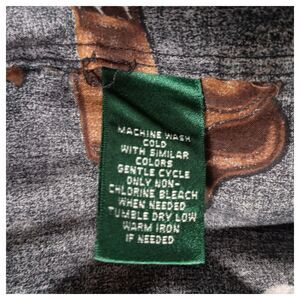 MACHINE WASH
COLD
WITH SIMILAR
COLORS
GENTLE CYCLE
ONLY NON-
CHLORINE BLEACH
WHEN NEEDED
TUMBLE DRY LOW
WARM IRON
IF NEEDED